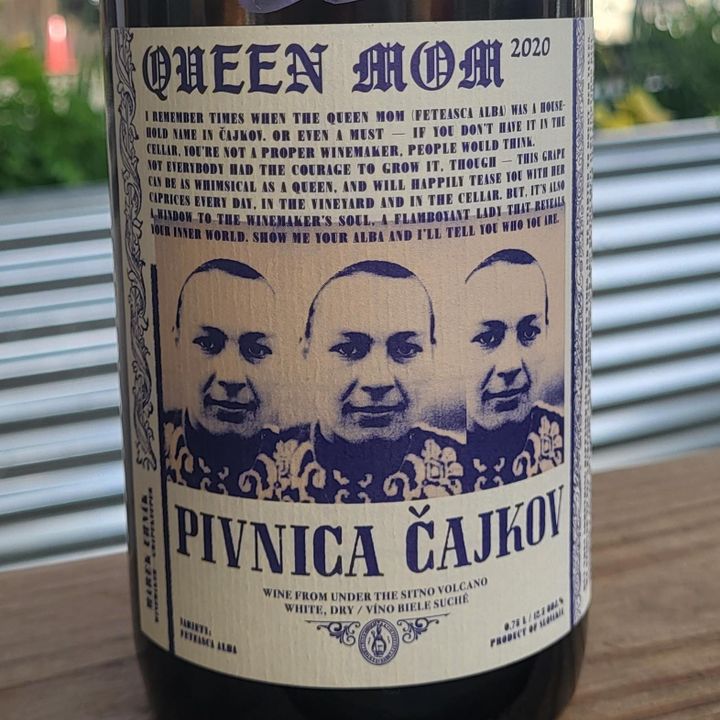 QUEEN MOM 2020
I REMEMBER TIMES WHEN THE QUEEN MOM (FETEASCA ALBA) WAS A HOUSE-
HOLD NAME IN ČAJKOV. OR EVEN A MUST — IF YOU DON'T HAVE IT IN THE
CELLAR, YOU'RE NOT A PROPER WINEMAKER, PEOPLE WOULD THINK.
NOT EVERYBODY HAD THE COURAGE TO GROW IT, THOUGH — THIS GRAPE
CAN BE AS WHIMSICAL AS A QUEEN, AND WILL HAPPILY TEASE YOU WITH HER
CAPRICES EVERY DAY, IN THE VINEYARD AND IN THE CELLAR. BUT, IT'S ALSO
A WINDOW TO THE WINEMAKER'S SOUL, A FLAMBOYANT LADY THAT REVEALS
YOUR INNER WORLD. SHOW ME YOUR ALBA AND I'LL TELL YOU WHO YOU ARE.
PIVNICA ČAJKOV
WINE FROM UNDER THE SITNO VOLCANO
WHITE, DRY / VÍNO BIELE SUCHÉ
VARIETY:
FETEASCA ALBA
0.75 L / 12.5 %
PRODUCT OF SLOVAKIA